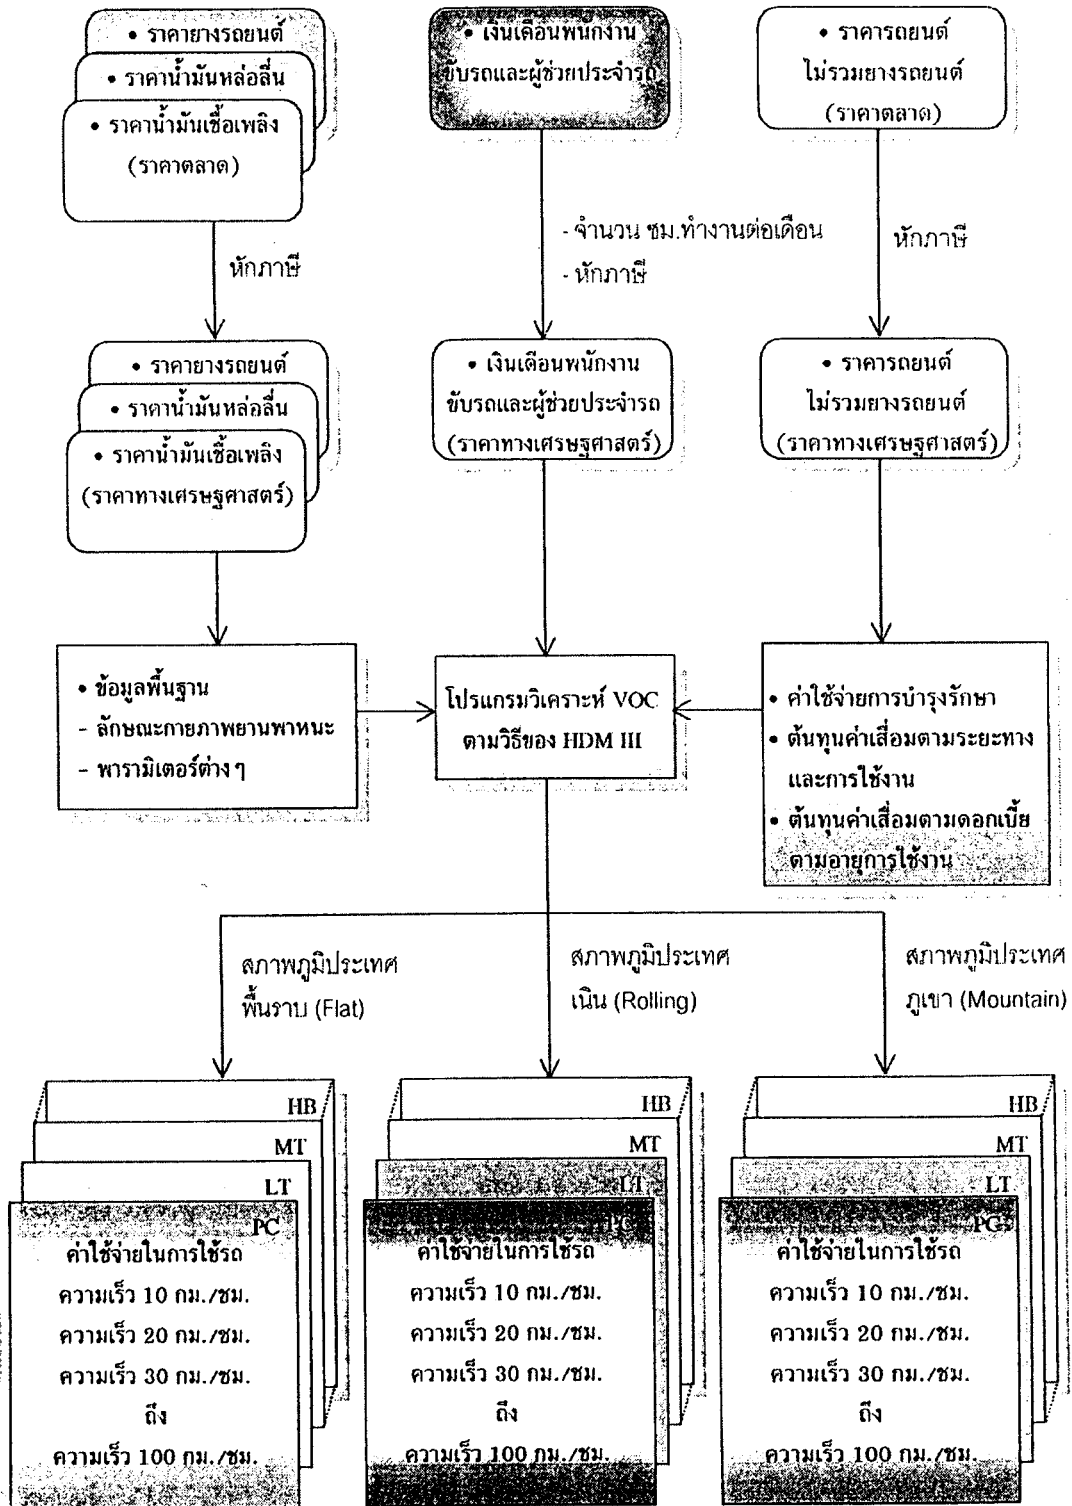 • ราคายางรถยนต์
• ราคาน้ำมันหล่อลื่น
• ราคาน้ำมันเชื้อเพลิง
(ราคาตลาด)
• เงินเดือนพนักงาน
ขับรถและผู้ช่วยประจำรถ
• ราคารถยนต์
ไม่รวมยางรถยนต์
(ราคาตลาด)
หักภาษี
- จำนวน ชม.ทำงานต่อเดือน
- หักภาษี
หักภาษี
• ราคายางรถยนต์
• ราคาน้ำมันหล่อลื่น
• ราคาน้ำมันเชื้อเพลิง
(ราคาทางเศรษฐศาสตร์)
• เงินเดือนพนักงาน
ขับรถและผู้ช่วยประจำรถ
(ราคาทางเศรษฐศาสตร์)
• ราคารถยนต์
ไม่รวมยางรถยนต์
(ราคาทางเศรษฐศาสตร์)
• ข้อมูลพื้นฐาน
- ลักษณะกายภาพยานพาหนะ
- พารามิเตอร์ต่างๆ
โปรแกรมวิเคราะห์ VOC
ตามวิธีของ HDM III
• ค่าใช้จ่ายการบำรุงรักษา
• ต้นทุนค่าเสื่อมตามระยะทาง
และการใช้งาน
• ต้นทุนค่าเสื่อมตามดอกเบี้ย
ตามอายุการใช้งาน
สภาพภูมิประเทศ
พื้นราบ (Flat)
สภาพภูมิประเทศ
เนิน (Rolling)
สภาพภูมิประเทศ
ภูเขา (Mountain)
HB
MT
LT
PC
ค่าใช้จ่ายในการใช้รถ
ความเร็ว 10 กม./ชม.
ความเร็ว 20 กม./ชม.
ความเร็ว 30 กม./ชม.
ถึง
ความเร็ว 100 กม./ชม.
HB
MT
LT
PC
ค่าใช้จ่ายในการใช้รถ
ความเร็ว 10 กม./ชม.
ความเร็ว 20 กม./ชม.
ความเร็ว 30 กม./ชม.
ถึง
ความเร็ว 100 กม./ชม.
HB
MT
LT
PC
ค่าใช้จ่ายในการใช้รถ
ความเร็ว 10 กม./ชม.
ความเร็ว 20 กม./ชม.
ความเร็ว 30 กม./ชม.
ถึง
ความเร็ว 100 กม./ชม.